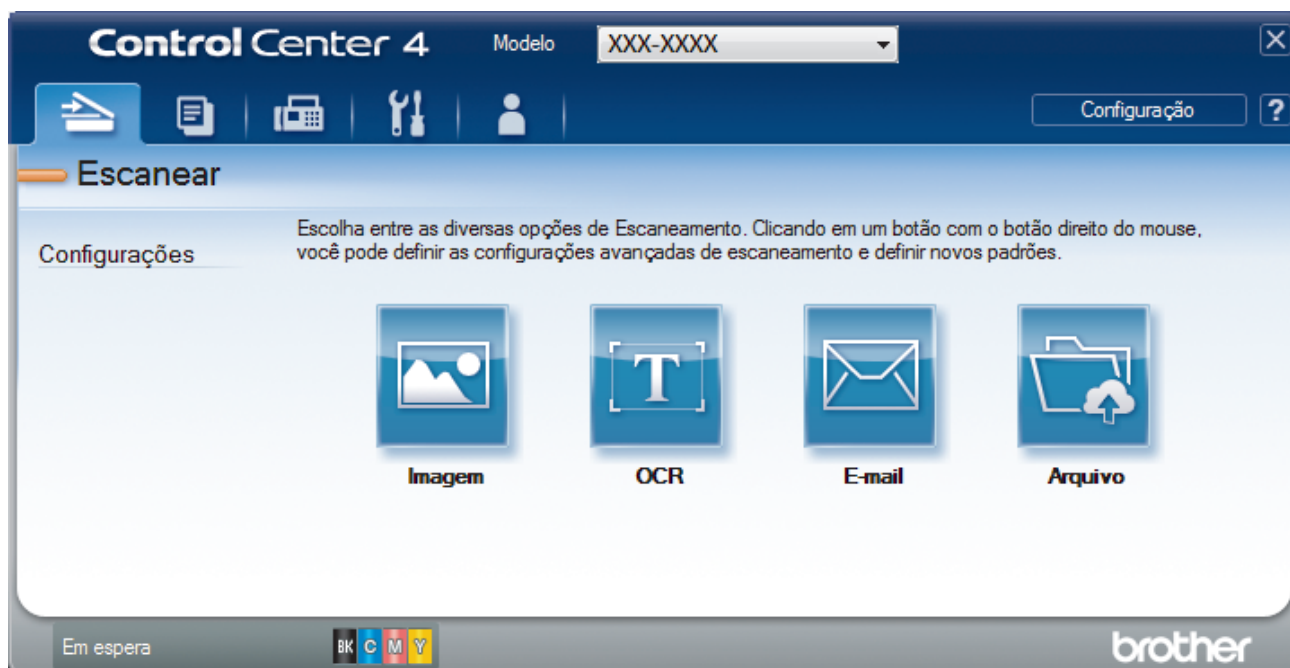 Control Center 4
Modelo
XXX-XXXX
Configuração
?
Escanear
Configurações
Escolha entre as diversas opções de Escaneamento. Clicando em um botão com o botão direito do mouse,
você pode definir as configurações avançadas de escaneamento e definir novos padrões.
T
Imagem
OCR
E-mail
Arquivo
Em espera
BK C M Y
brother